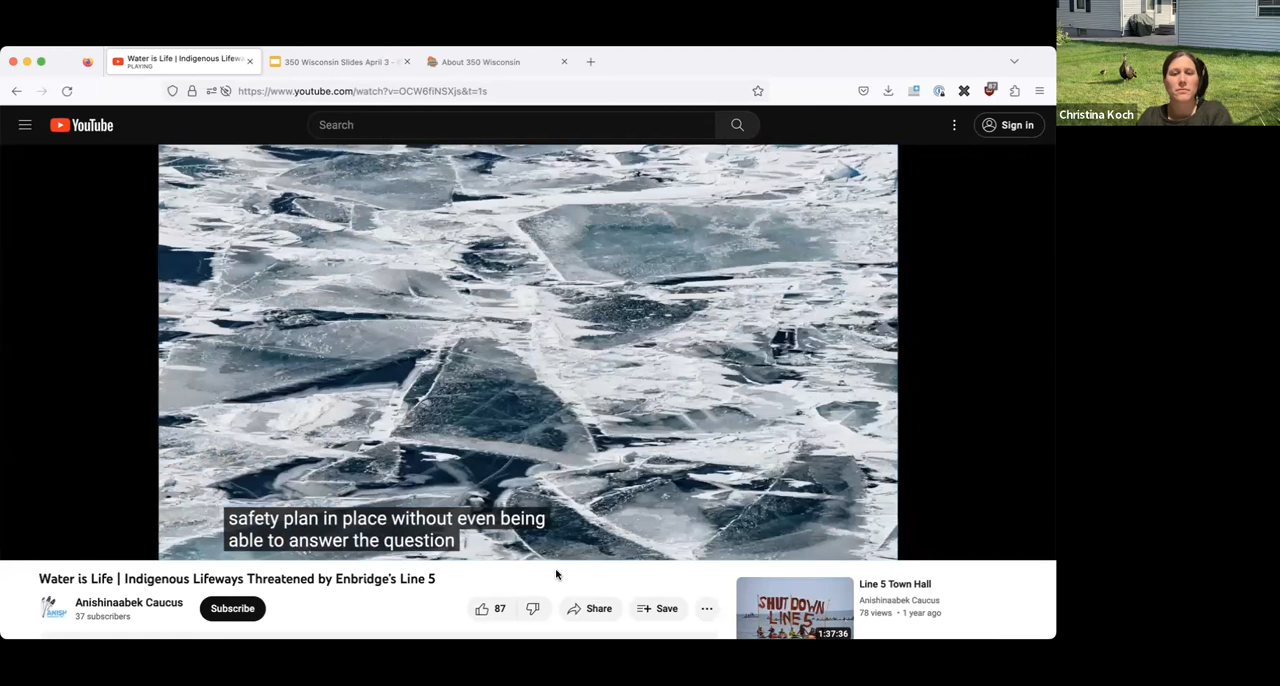 Water is Life | Indigenous Lifeway
PLAYING
350 Wisconsin Slides April 3 -
About 350 Wisconsin
https://www.youtube.com/watch?v=OCW6fiNSXjs&t=1s
YouTube
Search
Sign in
Christina Koch
safety plan in place without even being
able to answer the question
Water is Life | Indigenous Lifeways Threatened by Enbridge's Line 5
Anishinaabek Caucus
37 subscribers
Subscribe
87
Share
Save
Line 5 Town Hall
Anishinaabek Caucus
78 views • 1 year ago
SHUT DOWN
LINE 5
1:37:36